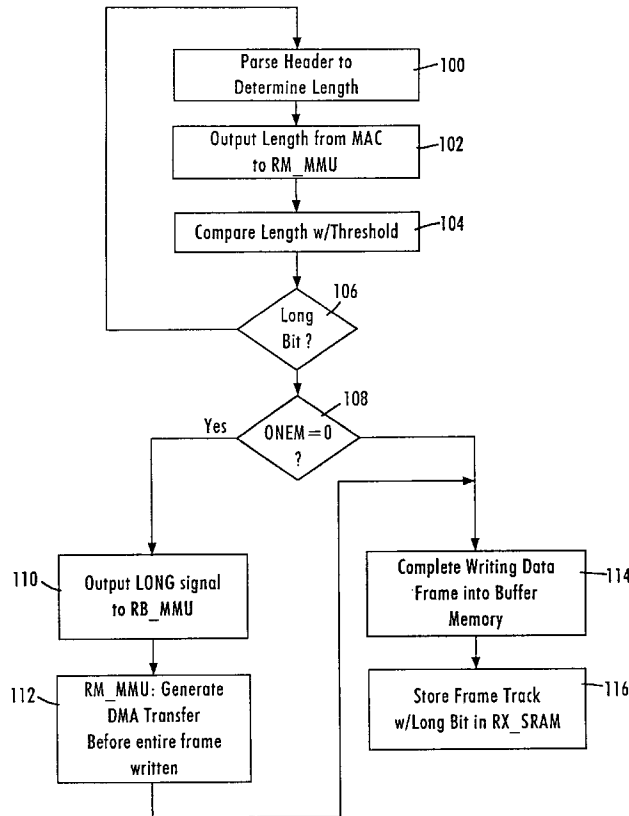 Parse Header to
Determine Length
100
Output Length from MAC
to RM_MMU
102
Compare Length w/Threshold
104
106
Long
Bit ?
108
Yes
ONEM=0
?
110
Output LONG signal
to RB_MMU
Complete Writing Data
Frame into Buffer
Memory
114
112
RM_MMU: Generate
DMA Transfer
Before entire frame
written
Store Frame Track
w/Long Bit in RX_SRAM
116